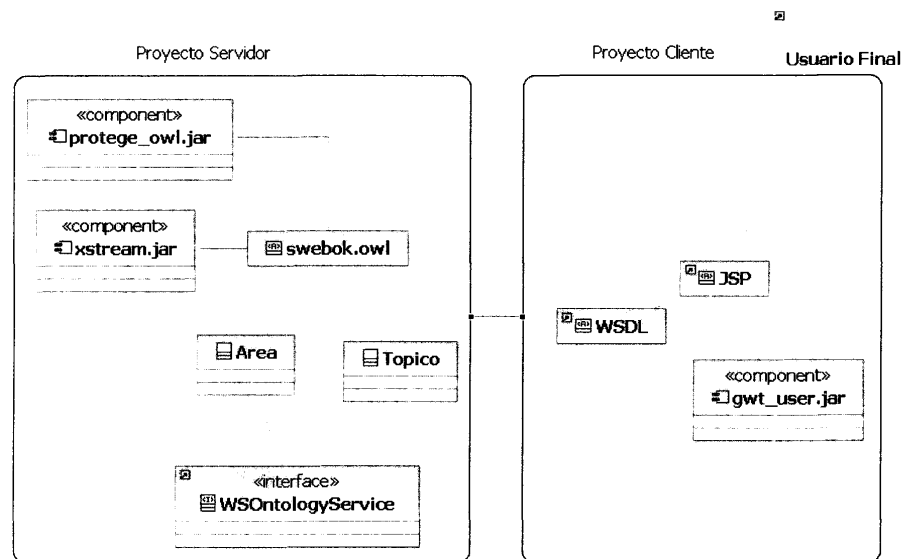 Proyecto Servidor
Proyecto Cliente
Usuario Final
«component»
protege_owl.jar
«component»
xstream.jar
swebok.owl
JSP
WSDL
Area
Topico
«component»
gwt_user.jar
«interface»
WSOntologyService